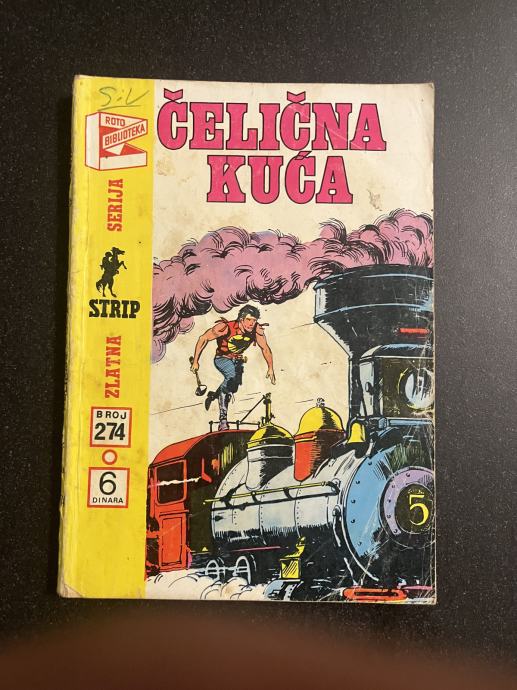 ROTO
BIBLIOTEKA
ČELIČNA
KUĆA
ZLATNA
STRIP
SERIJA
BROJ
274
6
DINARA
5